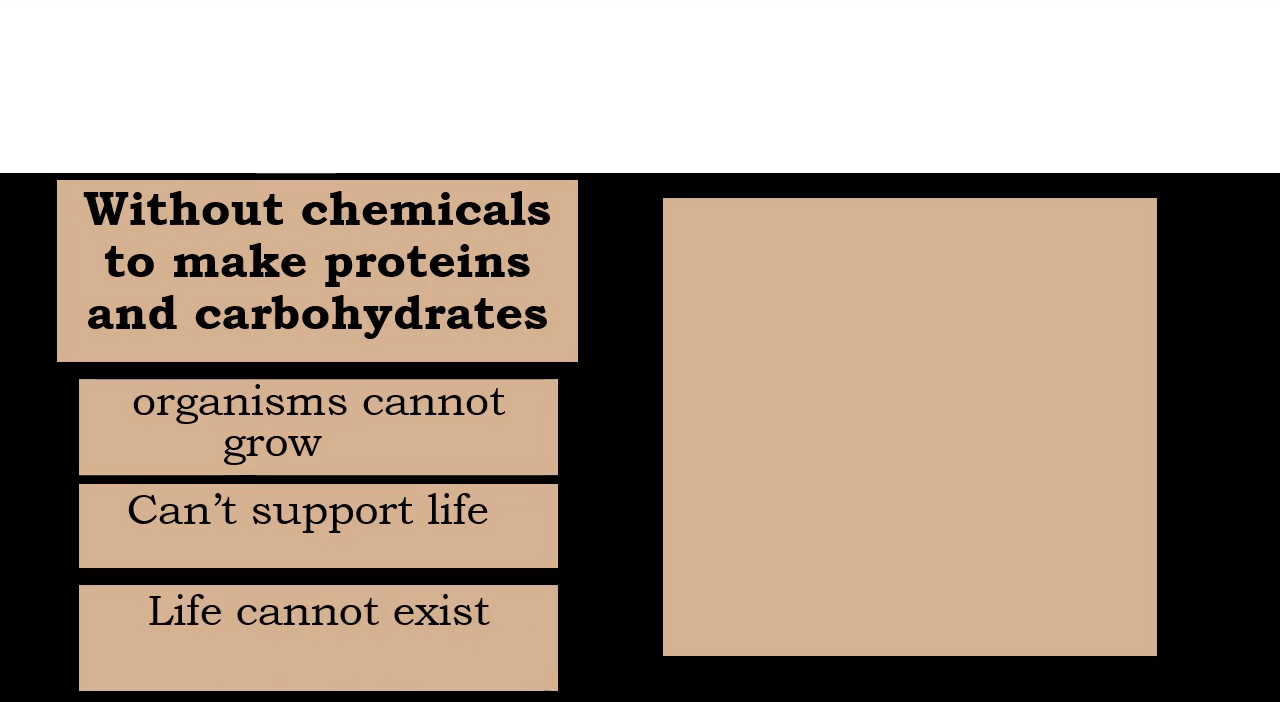 Without chemicals
to make proteins
and carbohydrates
organisms cannot
grow
Can’t support life
Life cannot exist